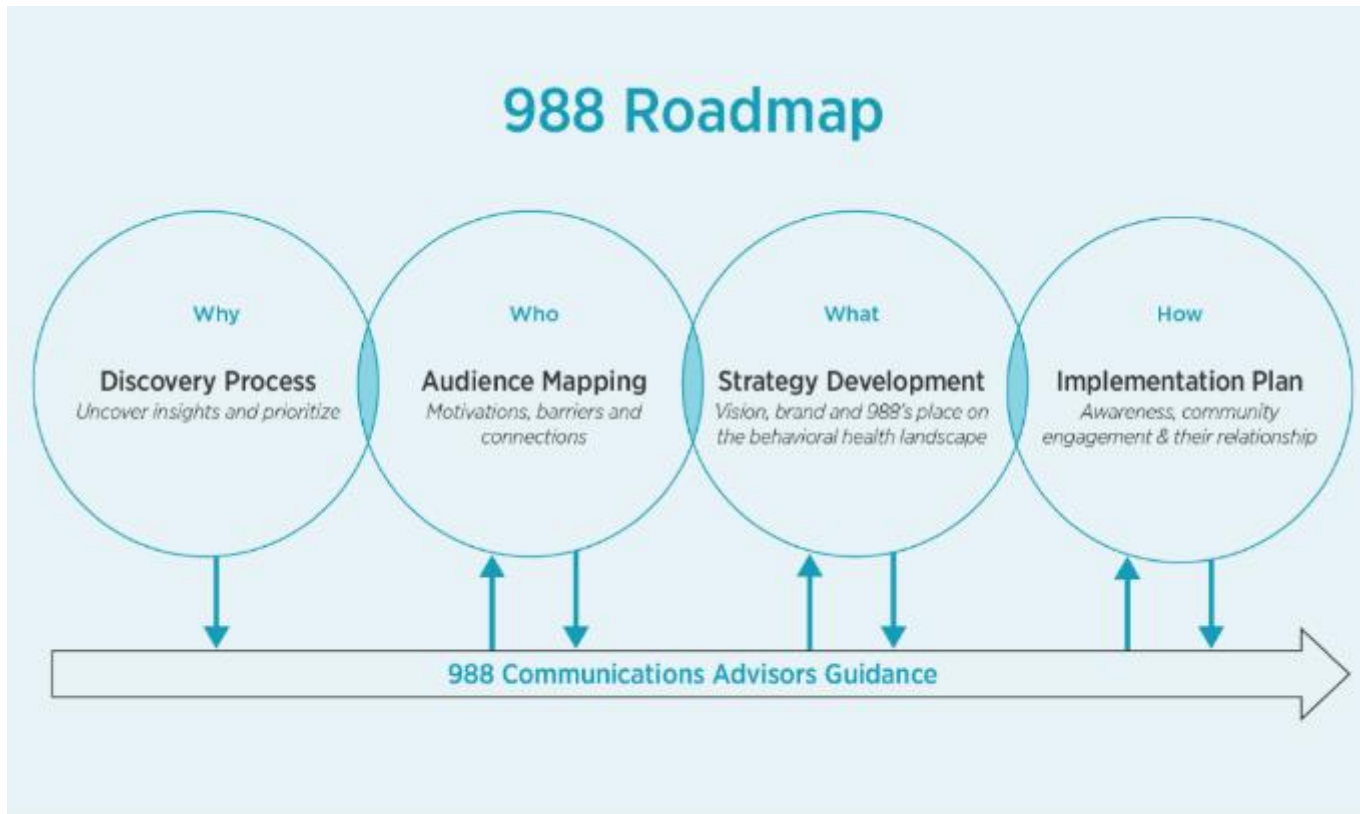 988 Roadmap
Why
Discovery Process
Uncover insights and prioritize
Who
Audience Mapping
Motivations, barriers and
connections
What
Strategy Development
Vision, brand and 988's place on
the behavioral health landscape
How
Implementation Plan
Awareness, community
engagement & their relationship
988 Communications Advisors Guidance